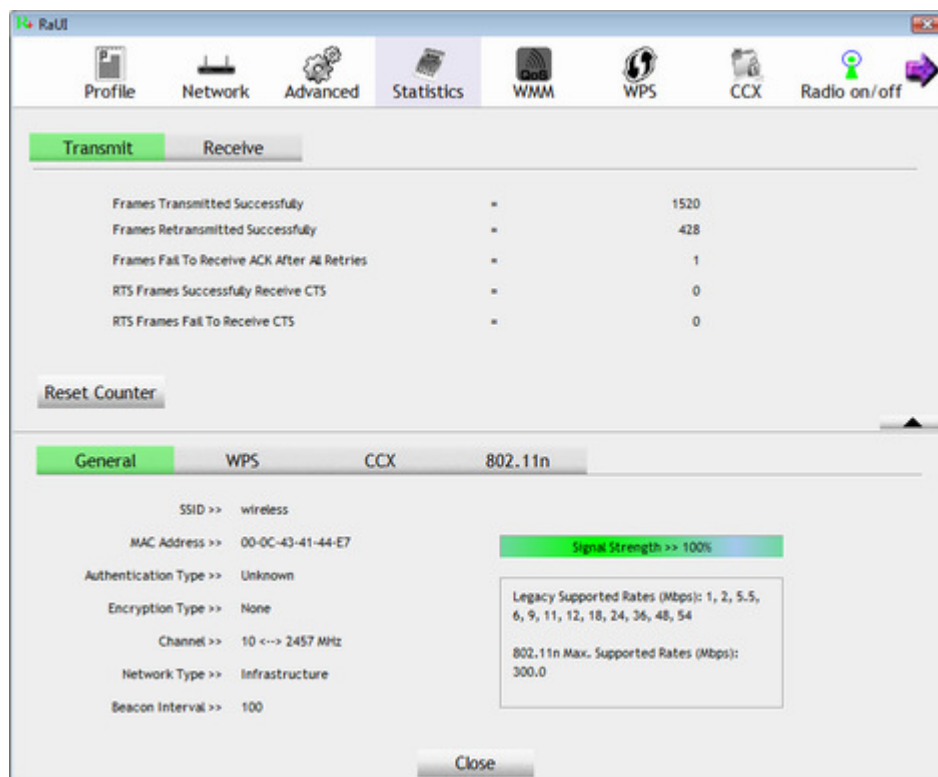 RaUI
Profile Network Advanced Statistics WMM WPS CCX Radio on/off
QoS
Transmit Receive
Frames Transmitted Successfully = 1520
Frames Retransmitted Successfully = 428
Frames Fail To Receive ACK After All Retries = 1
RTS Frames Successfully Receive CTS = 0
RTS Frames Fail To Receive CTS = 0
Reset Counter
General WPS CCX 802.11n
SSID >> wireless
MAC Address >> 00-0C-43-41-44-E7
Authentication Type >> Unknown
Encryption Type >> None
Channel >> 10 <--> 2457 MHz
Network Type >> Infrastructure
Beacon Interval >> 100
Signal Strength >> 100%
Legacy Supported Rates (Mbps): 1, 2, 5.5,
6, 9, 11, 12, 18, 24, 36, 48, 54
802.11n Max. Supported Rates (Mbps):
300.0
Close